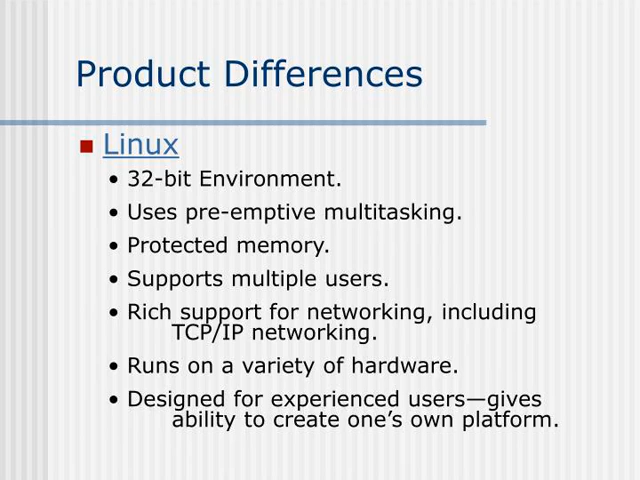 Product Differences
Linux
• 32-bit Environment.
• Uses pre-emptive multitasking.
• Protected memory.
• Supports multiple users.
• Rich support for networking, including
TCP/IP networking.
• Runs on a variety of hardware.
• Designed for experienced users—gives
ability to create one’s own platform.